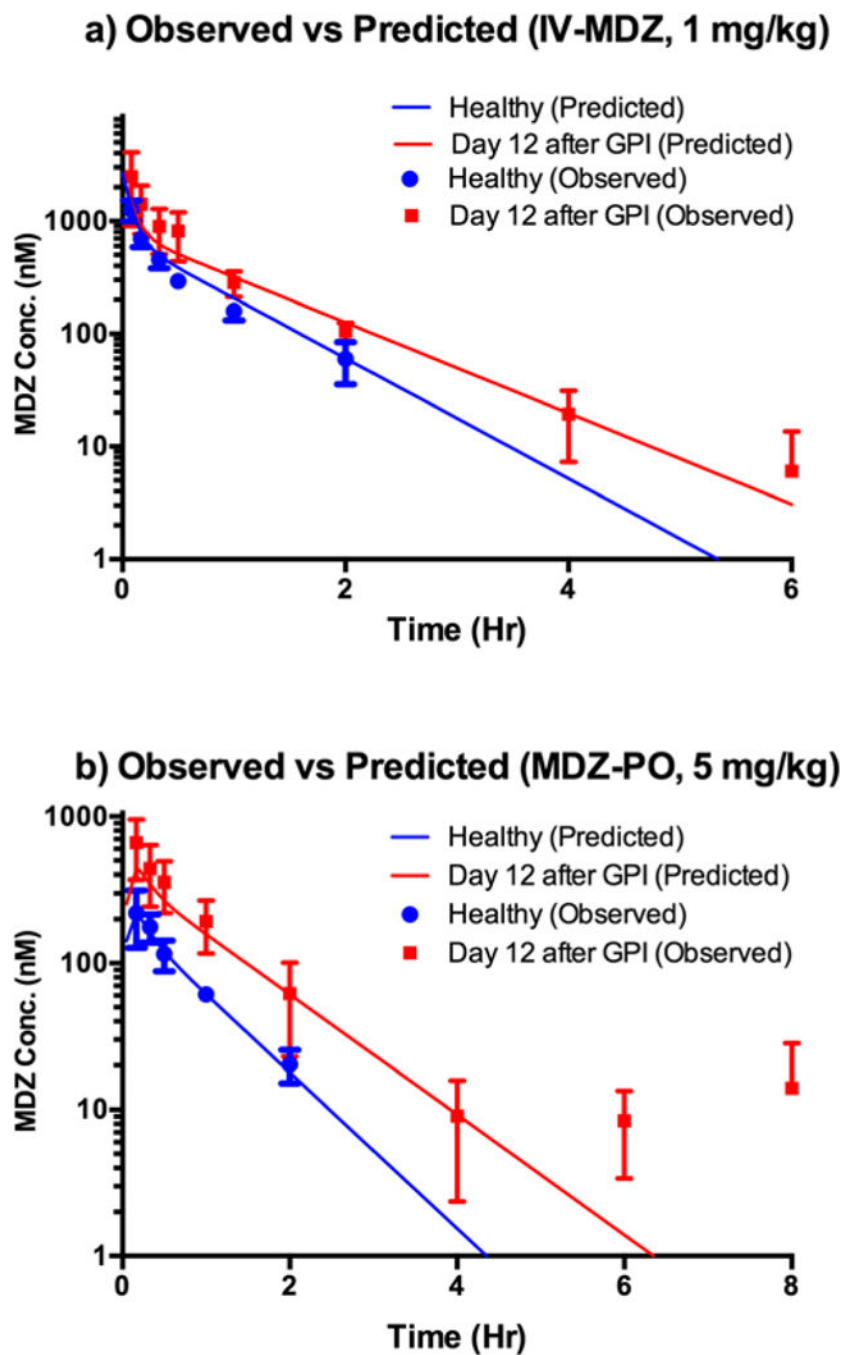 a) Observed vs Predicted (IV-MDZ, 1 mg/kg)
Healthy (Predicted)
Day 12 after GPI (Predicted)
Healthy (Observed)
Day 12 after GPI (Observed)
1000
100
10
1
MDZ Conc. (nM)
0 2 4 6
Time (Hr)
b) Observed vs Predicted (MDZ-PO, 5 mg/kg)
1000
Healthy (Predicted)
Day 12 after GPI (Predicted)
Healthy (Observed)
Day 12 after GPI (Observed)
100
10
1
MDZ Conc. (nM)
0 2 4 6 8
Time (Hr)